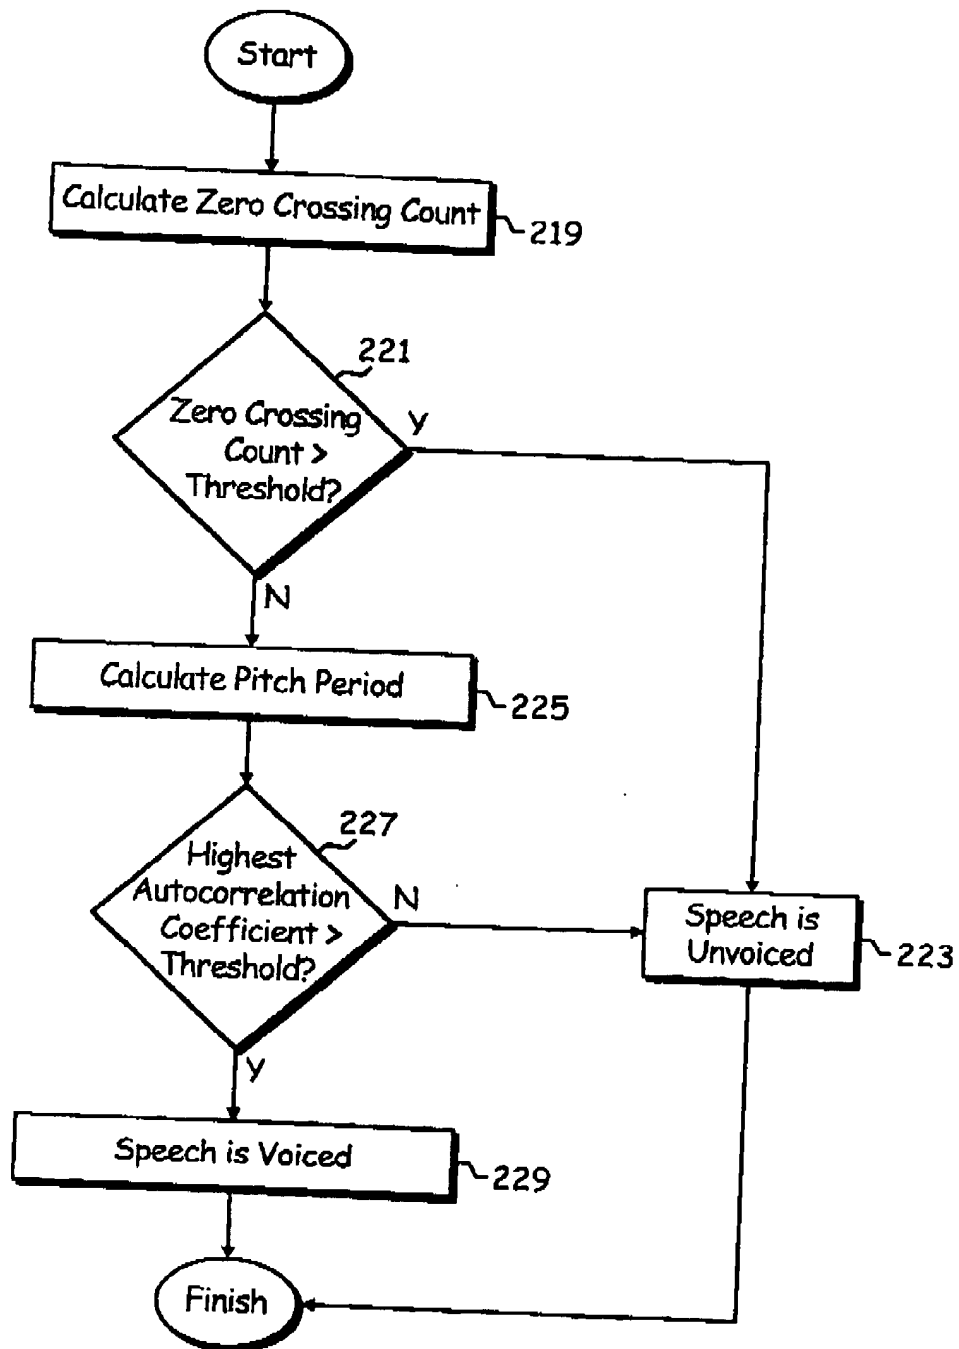 Start
Calculate Zero Crossing Count
219
221
Zero Crossing
Count >
Threshold?
Y
N
Calculate Pitch Period
225
227
Highest
Autocorrelation
Coefficient >
Threshold?
N
Speech is
Unvoiced
223
Y
Speech is Voiced
229
Finish